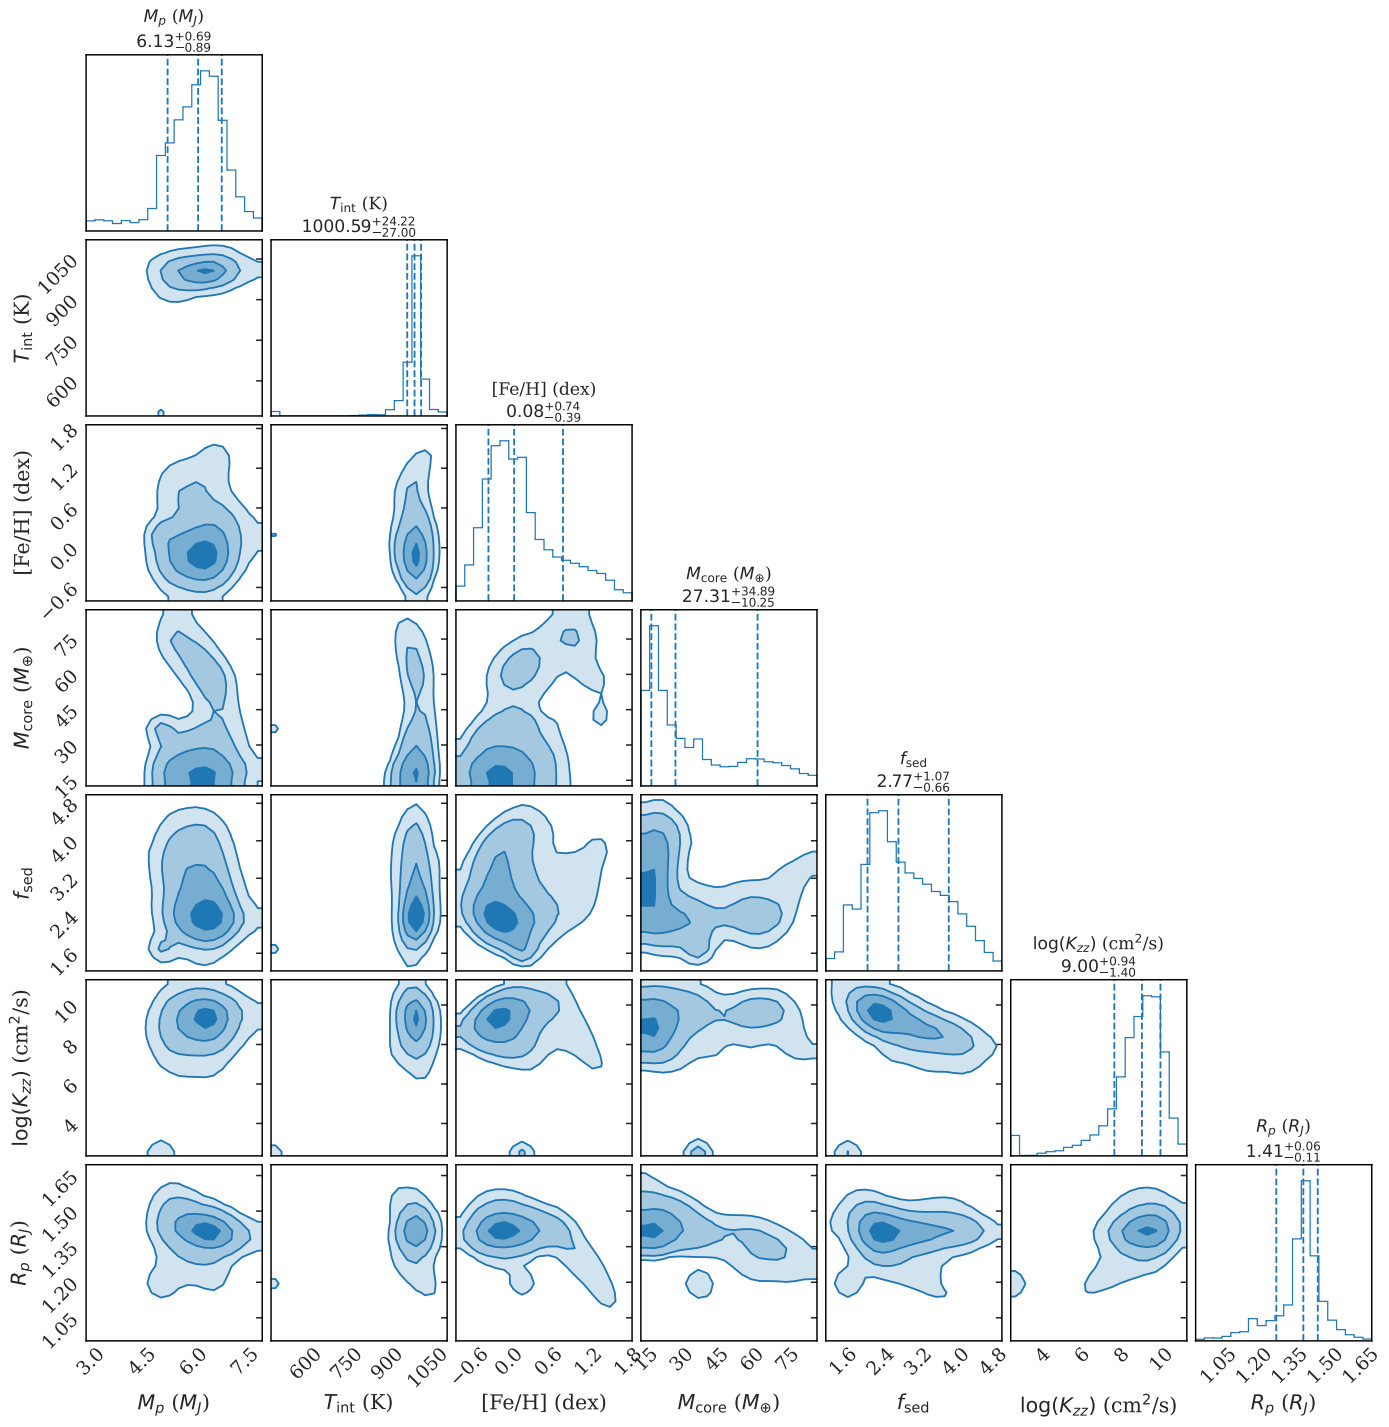 M_p (M_J)
6.13^{+0.69}_{-0.89}
T_int (K)
1000.59^{+24.22}_{-27.00}
1050
900
750
600
T_int (K)
[Fe/H] (dex)
0.08^{+0.74}_{-0.39}
1.8
1.2
0.6
0.0
−0.6
[Fe/H] (dex)
M_core (M_⊕)
27.31^{+34.89}_{-10.25}
75
60
45
30
15
M_core (M_⊕)
f_sed
2.77^{+1.07}_{-0.66}
4.8
4.0
3.2
2.4
1.6
f_sed
log(K_zz) (cm²/s)
9.00^{+0.94}_{-1.40}
10
8
6
4
log(K_zz) (cm²/s)
R_p (R_J)
1.41^{+0.06}_{-0.11}
1.65
1.50
1.35
1.20
1.05
R_p (R_J)
3.0 4.5 6.0 7.5 600 750 900 1050 −0.6 0.0 0.6 1.2 1.8 15 30 45 60 75 1.6 2.4 3.2 4.0 4.8 4 6 8 10 1.05 1.20 1.35 1.50 1.65
M_p (M_J) T_int (K) [Fe/H] (dex) M_core (M_⊕) f_sed log(K_zz) (cm²/s) R_p (R_J)